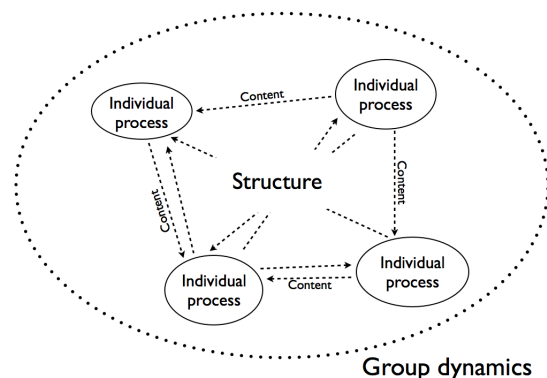 Content
Individual
process
Individual
process
Content
Structure
Content
Individual
process
Individual
process
Content
Group dynamics